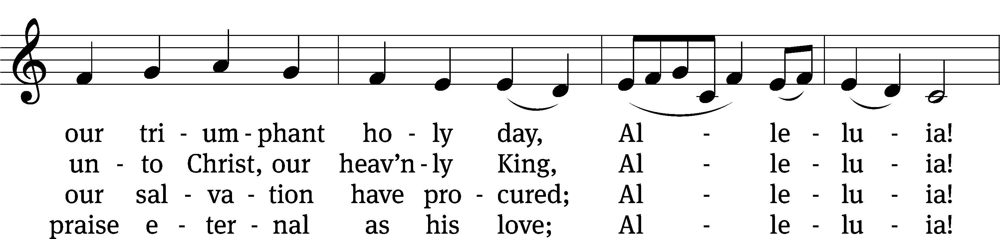 our tri - um - phant ho - ly day, Al - le - lu - ia!
un - to Christ, our heav’n - ly King, Al - le - lu - ia!
our sal - va - tion have pro - cured; Al - le - lu - ia!
praise e - ter - nal as his love; Al - le - lu - ia!